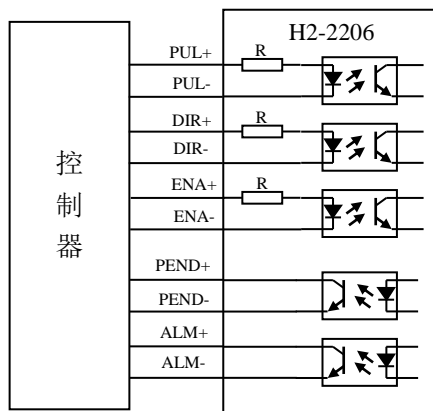 H2-2206
PUL+
R
PUL-
DIR+
R
DIR-
ENA+
R
ENA-
控
制
器
PEND+
PEND-
ALM+
ALM-